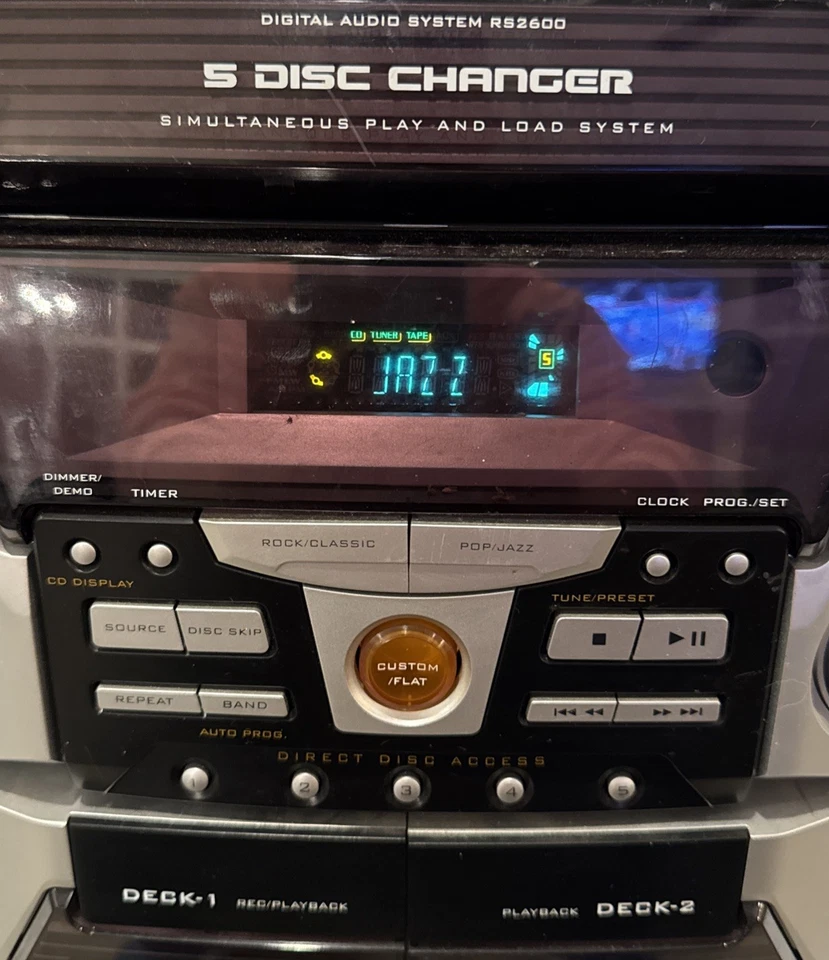 DIGITAL AUDIO SYSTEM RS2600
5 DISC CHANGER
SIMULTANEOUS PLAY AND LOAD SYSTEM
CD TUNER TAPE
5
JAZZ
DIMMER/
DEMO
TIMER
CLOCK
PROG./SET
ROCK/CLASSIC
POP/JAZZ
CD DISPLAY
TUNE/PRESET
SOURCE
DISC SKIP
CUSTOM
/FLAT
REPEAT
BAND
AUTO PROG.
DIRECT DISC ACCESS
1 2 3 4 5
DECK-1 REC/PLAYBACK
PLAYBACK DECK-2